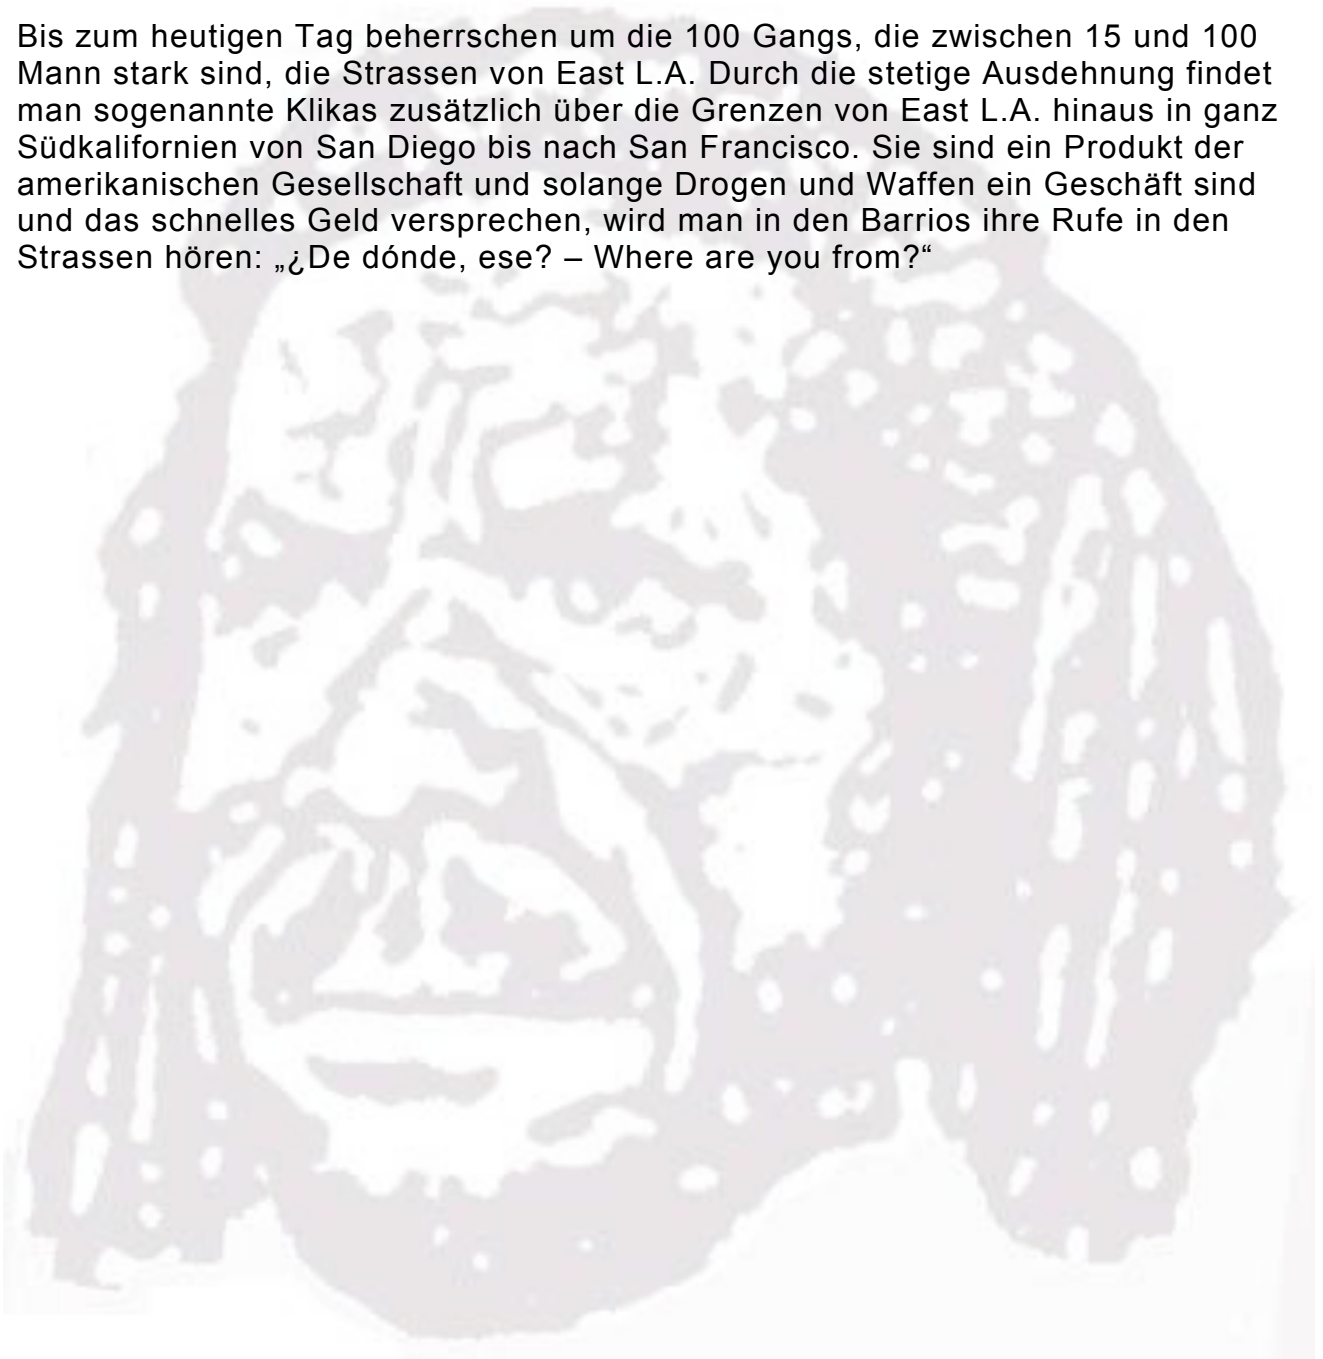 Bis zum heutigen Tag beherrschen um die 100 Gangs, die zwischen 15 und 100
Mann stark sind, die Strassen von East L.A. Durch die stetige Ausdehnung findet
man sogenannte Klikas zusätzlich über die Grenzen von East L.A. hinaus in ganz
Südkalifornien von San Diego bis nach San Francisco. Sie sind ein Produkt der
amerikanischen Gesellschaft und solange Drogen und Waffen ein Geschäft sind
und das schnelles Geld versprechen, wird man in den Barrios ihre Rufe in den
Strassen hören: „¿De dónde, ese? – Where are you from?“